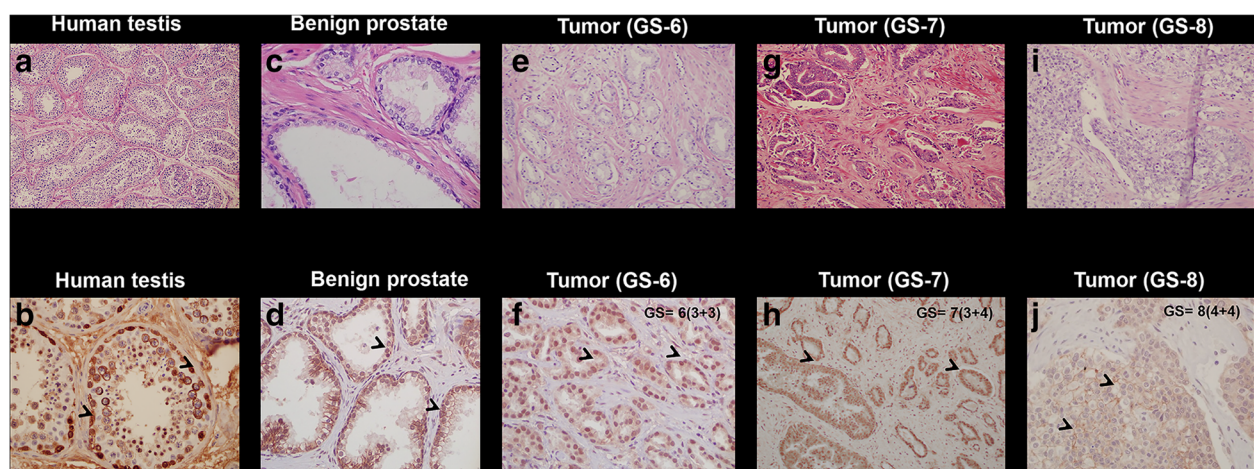 Human testis Benign prostate Tumor (GS-6) Tumor (GS-7) Tumor (GS-8)
a c e g i
Human testis Benign prostate Tumor (GS-6) Tumor (GS-7) Tumor (GS-8)
b d f GS= 6(3+3) h GS= 7(3+4) j GS= 8(4+4)